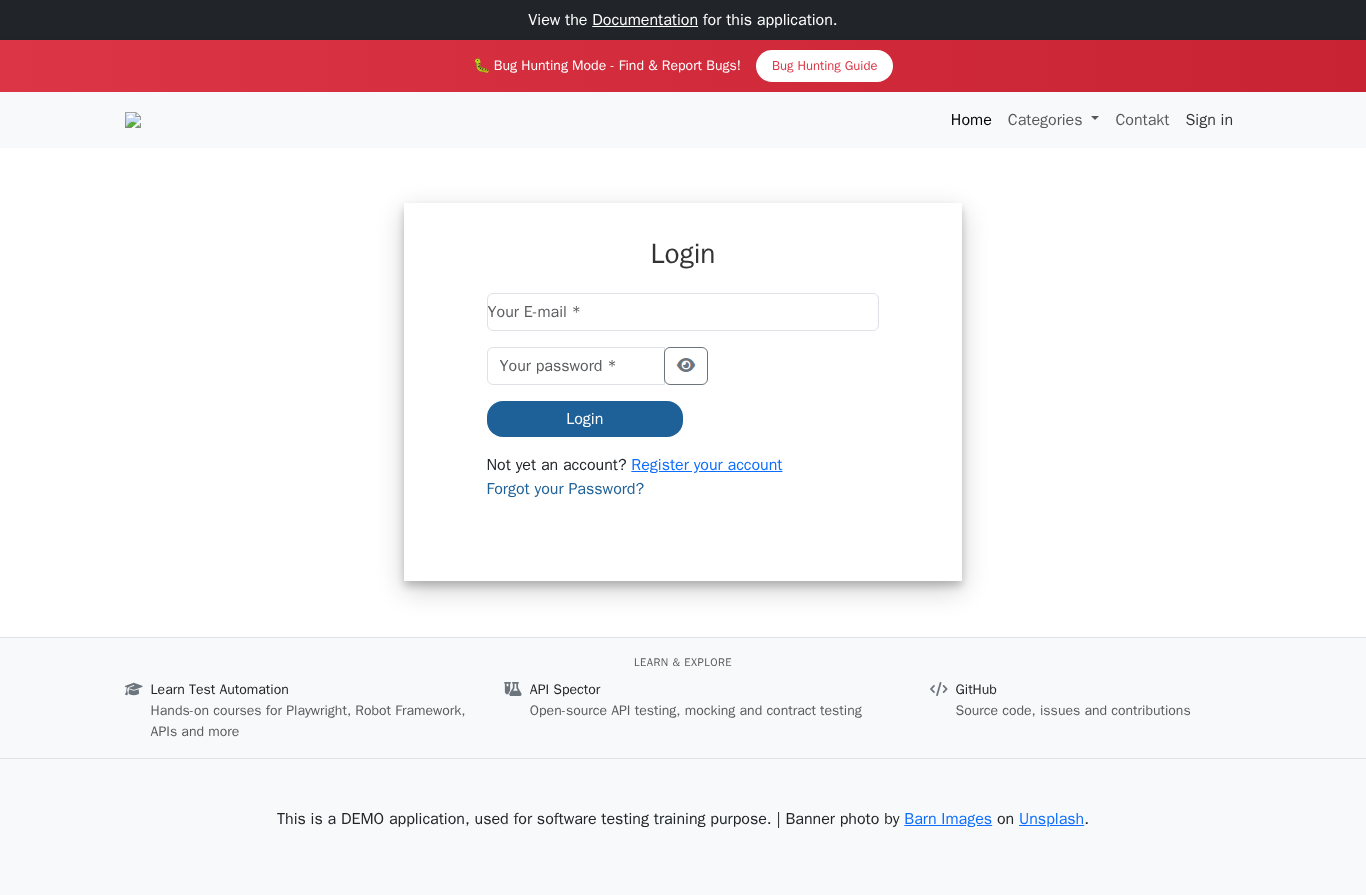 View the Documentation for this application.
🐛 Bug Hunting Mode - Find & Report Bugs! Bug Hunting Guide
Home Categories Contakt Sign in
Login
Your E-mail *
Your password *
Login
Not yet an account? Register your account
Forgot your Password?
LEARN & EXPLORE
Learn Test Automation
Hands-on courses for Playwright, Robot Framework,
APIs and more
API Spector
Open-source API testing, mocking and contract testing
GitHub
Source code, issues and contributions
This is a DEMO application, used for software testing training purpose. | Banner photo by Barn Images on Unsplash.